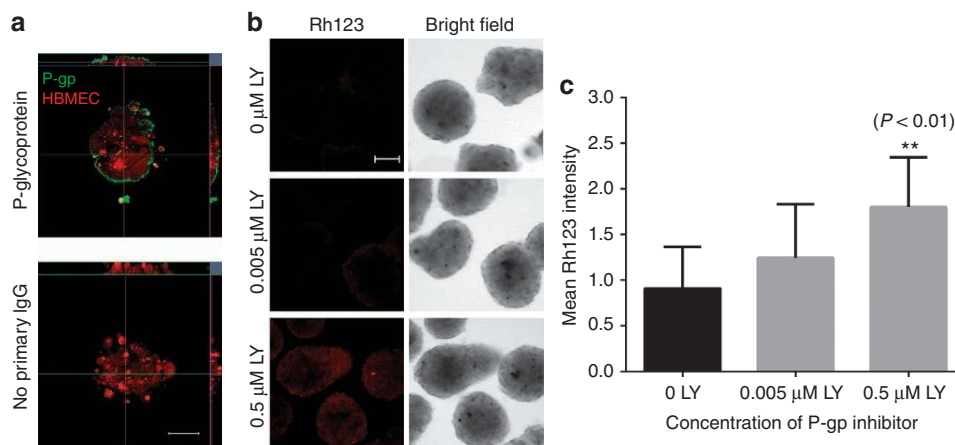 a
P-glycoprotein
P-gp
HBMEC
No primary IgG
b
Rh123
Bright field
0 μM LY
0.005 μM LY
0.5 μM LY
c
Mean Rh123 intensity
3.0
2.5
2.0
1.5
1.0
0.5
0.0
(P < 0.01)
**
0 LY
0.005 μM LY
0.5 μM LY
Concentration of P-gp inhibitor